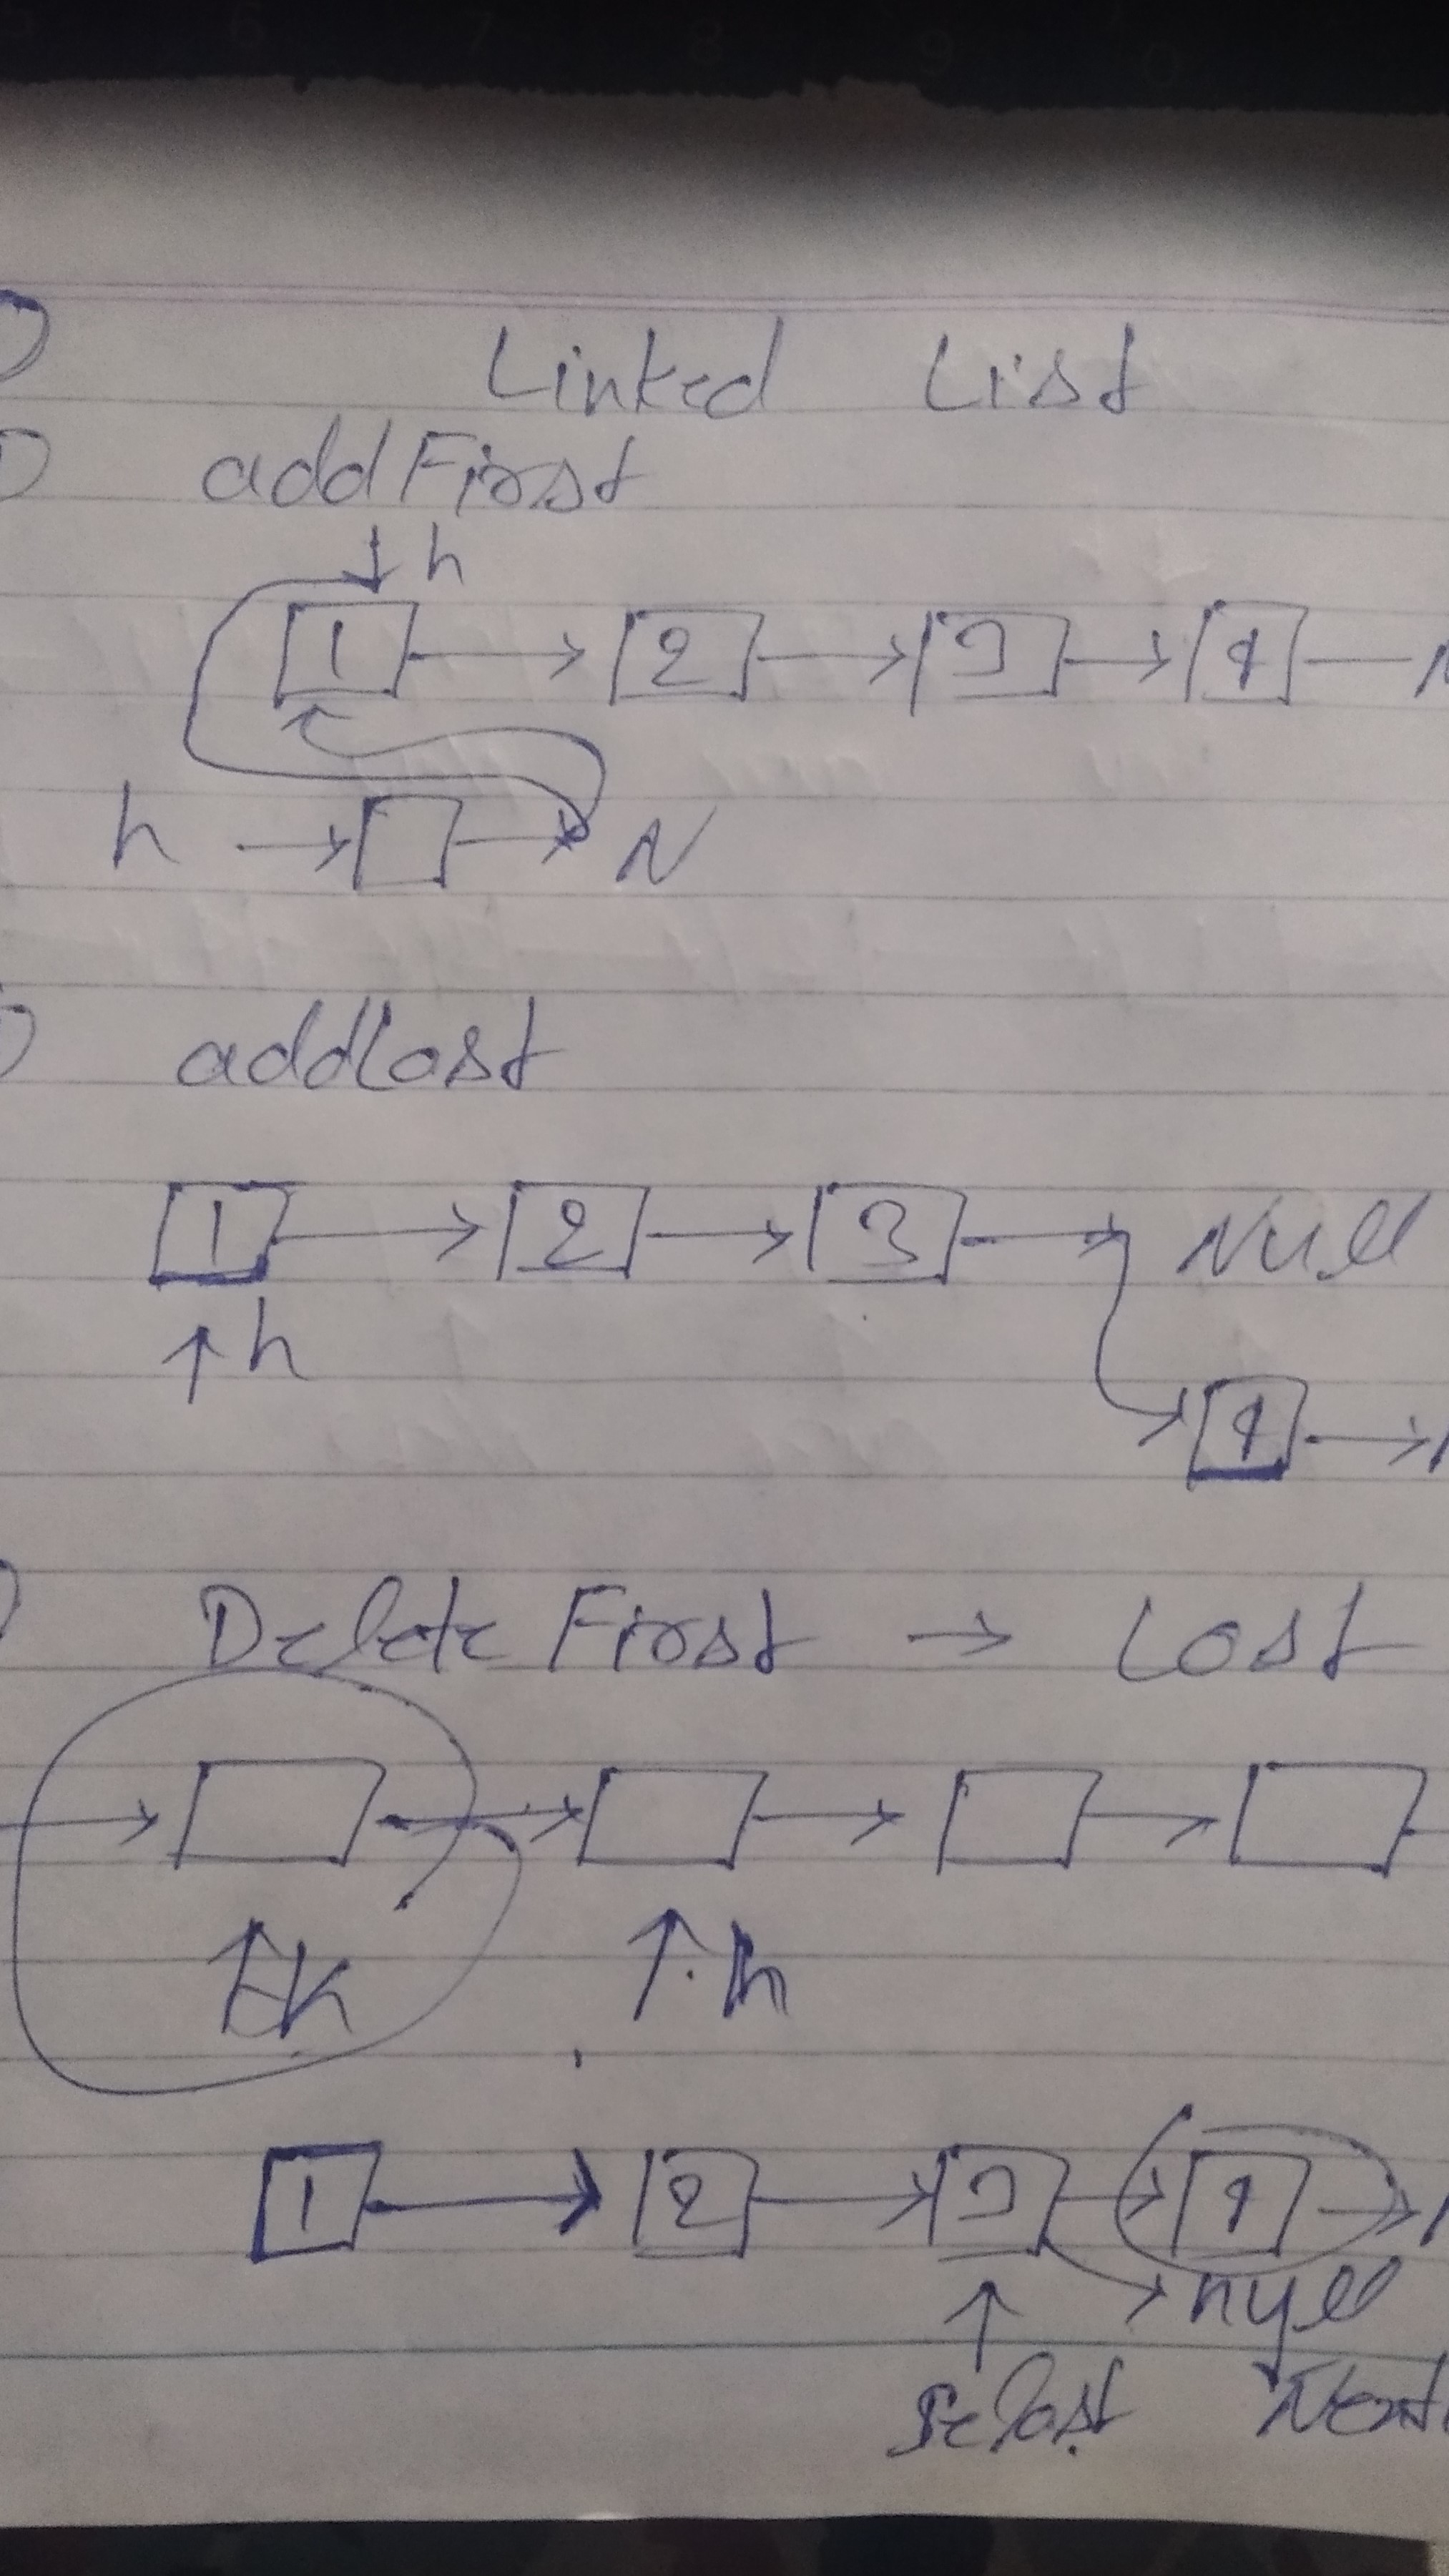 Linked List
addFirst
h
1 2 3 4
h N
addLast
1 2 3 Null
h
4
Delete First → Last
h h
1 2 3 4
null
Selast Next